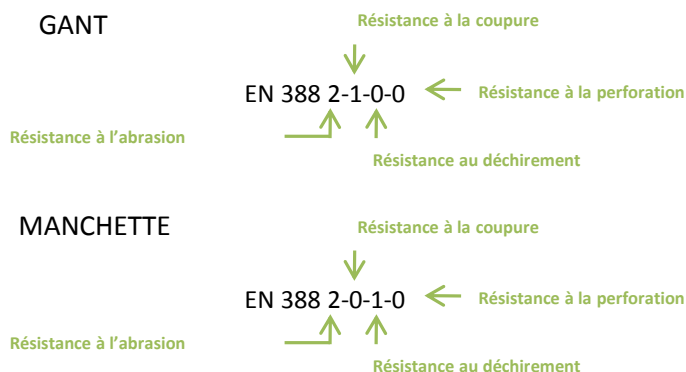 GANT
Résistance à la coupure
EN 388 2-1-0-0
Résistance à la perforation
Résistance à l’abrasion
Résistance au déchirement
MANCHETTE
Résistance à la coupure
EN 388 2-0-1-0
Résistance à la perforation
Résistance à l’abrasion
Résistance au déchirement